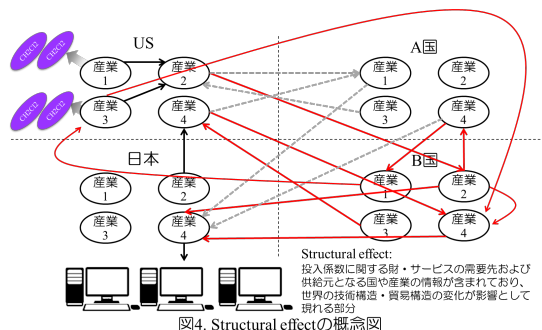 US
A国
CH2Cl2
CH2Cl2
産業
1
産業
2
産業
1
産業
2
CH2Cl2
CH2Cl2
産業
3
産業
4
産業
3
産業
4
日本
B国
産業
1
産業
2
産業
1
産業
2
産業
3
産業
4
産業
3
産業
4
Structural effect:
投入係数に関する財・サービスの需要先および
供給元となる国や産業の情報が含まれており、
世界の技術構造・貿易構造の変化が影響として
現れる部分
図4. Structural effectの概念図